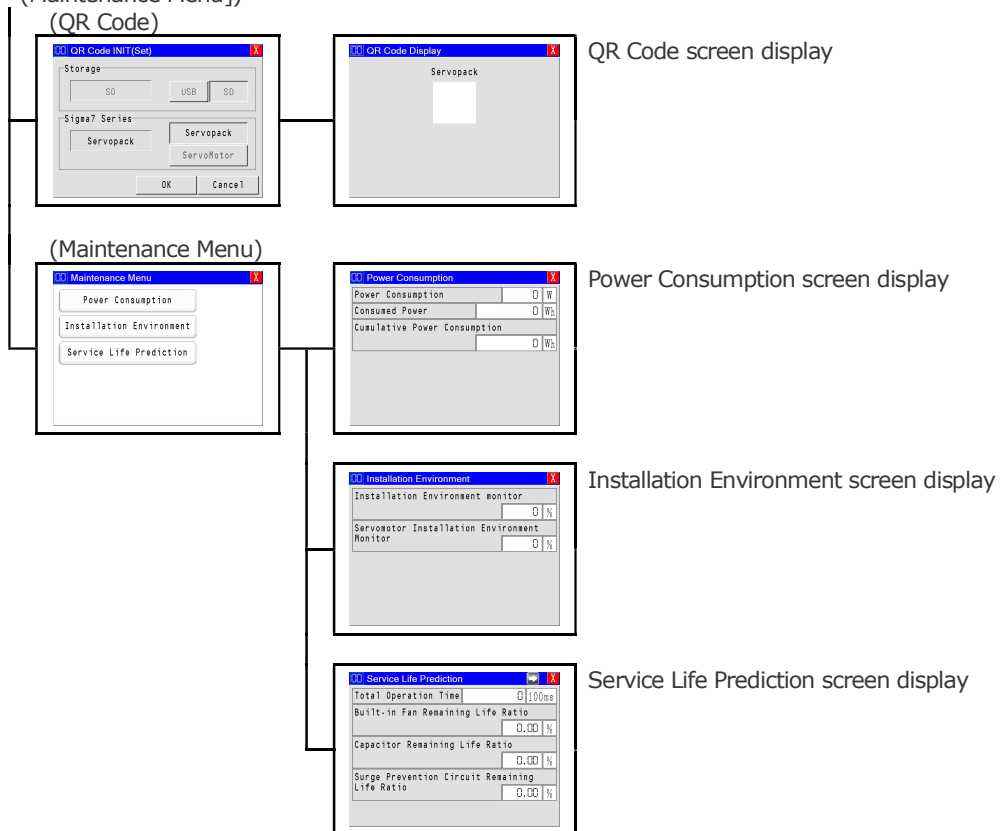 (Maintenance Menu])
(QR Code)
QR Code INIT(Set) X
Storage
SD USB SD
Sigma7 Series
Servopack Servopack
ServoMotor
OK Cancel
QR Code Display X
Servopack
QR Code screen display
(Maintenance Menu)
Maintenance Menu X
Power Consumption
Installation Environment
Service Life Prediction
Power Consumption X
Power Consumption 0 W
Consumed Power 0 Wh
Cumulative Power Consumption
0 Wh
Power Consumption screen display
Installation Environment X
Installation Environment monitor
0 %
Servomotor Installation Environment
Monitor
0 %
Installation Environment screen display
Service Life Prediction X
Total Operation Time 0 100ms
Built-in Fan Remaining Life Ratio
0.00 %
Capacitor Remaining Life Ratio
0.00 %
Surge Prevention Circuit Remaining
Life Ratio
0.00 %
Service Life Prediction screen display